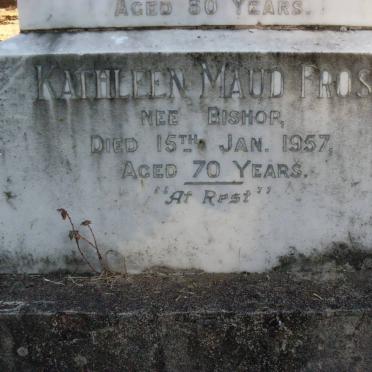 AGED 80 YEARS.
KATHLEEN MAUD FROS
NEE BISHOP,
DIED 15TH JAN. 1957,
AGED 70 YEARS.
"At Rest"